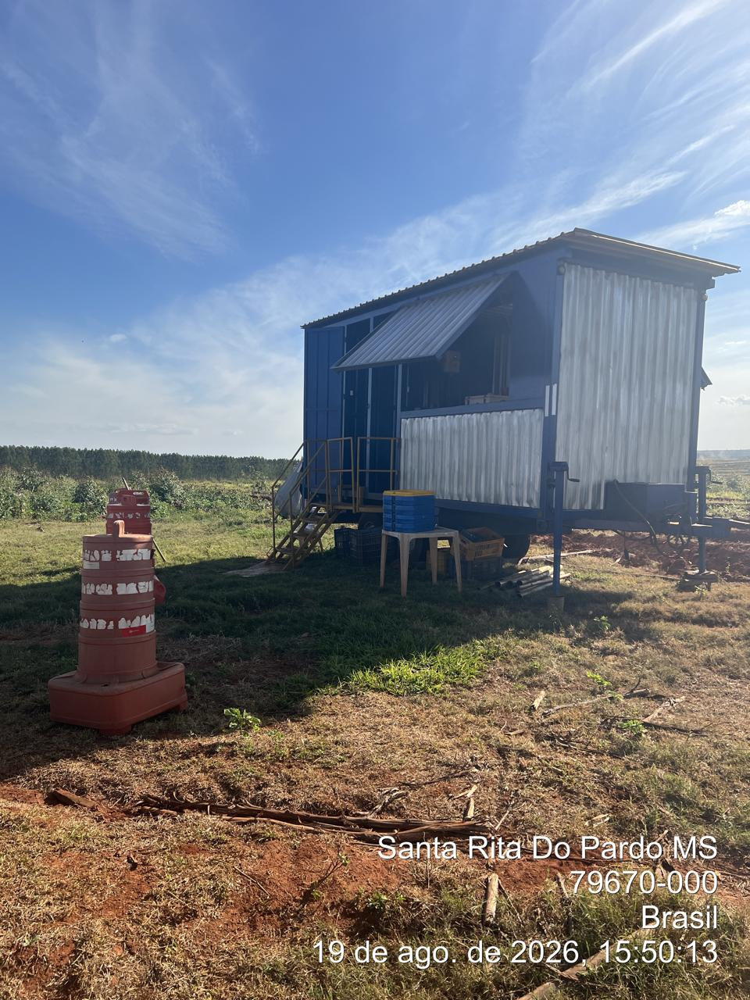 Santa Rita Do Pardo MS
79670-000
Brasil
19 de ago. de 2026, 15:50:13